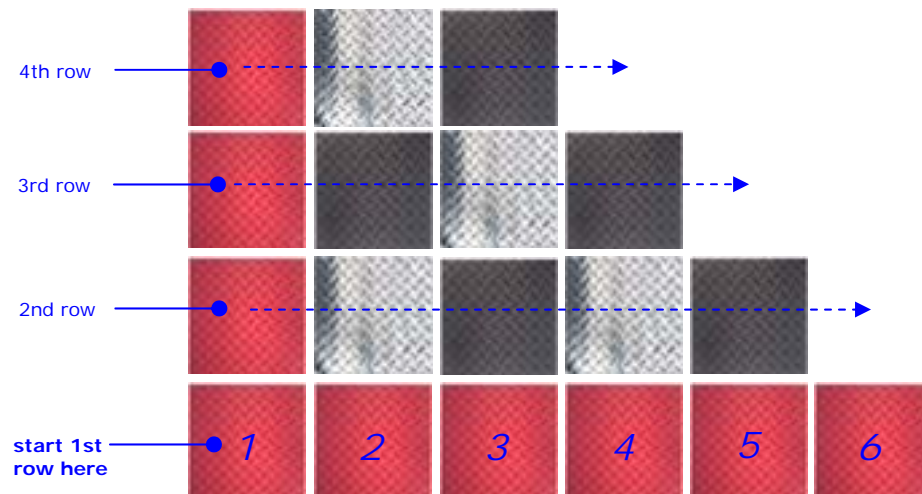 4th row
3rd row
2nd row
start 1st
row here
1 2 3 4 5 6